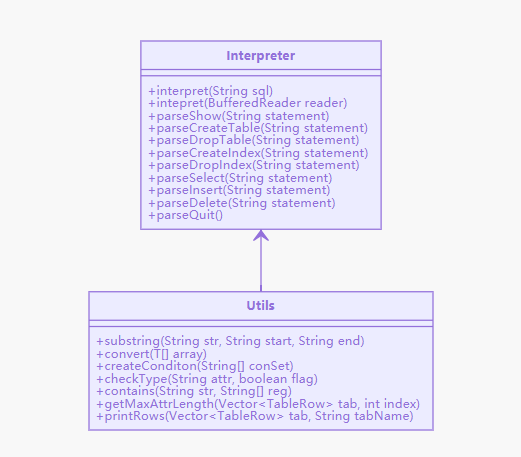 Interpreter
+interpret(String sql)
+intepret(BufferedReader reader)
+parseShow(String statement)
+parseCreateTable(String statement)
+parseDropTable(String statement)
+parseCreateIndex(String statement)
+parseDropIndex(String statement)
+parseSelect(String statement)
+parseInsert(String statement)
+parseDelete(String statement)
+parseQuit()
Utils
+substring(String str, String start, String end)
+convert(T[] array)
+createConditon(String[] conSet)
+checkType(String attr, boolean flag)
+contains(String str, String[] reg)
+getMaxAttrLength(Vector<TableRow> tab, int index)
+printRows(Vector<TableRow> tab, String tabName)